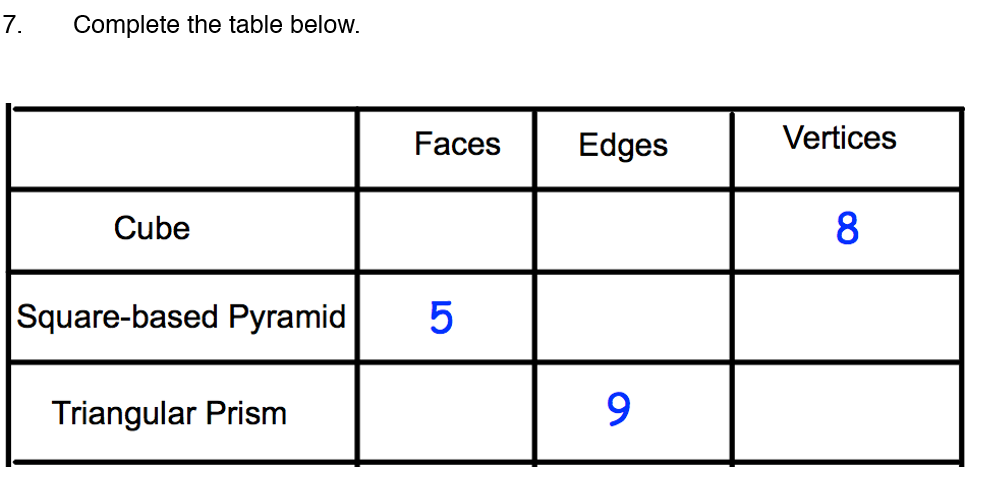 7. Complete the table below.
Faces Edges Vertices
Cube 8
Square-based Pyramid 5
Triangular Prism 9